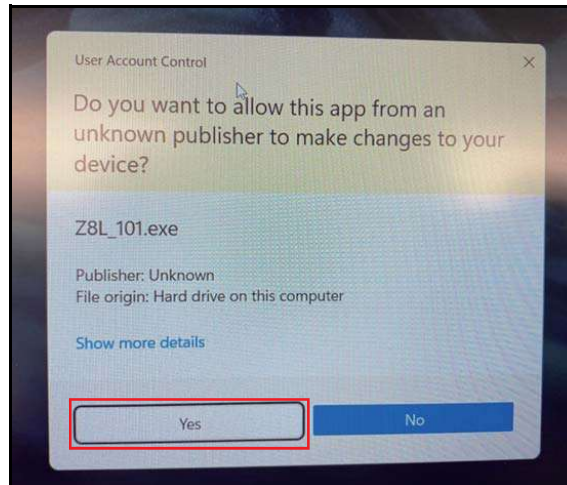 User Account Control
Do you want to allow this app from an
unknown publisher to make changes to your
device?
Z8L_101.exe
Publisher: Unknown
File origin: Hard drive on this computer
Show more details
Yes
No